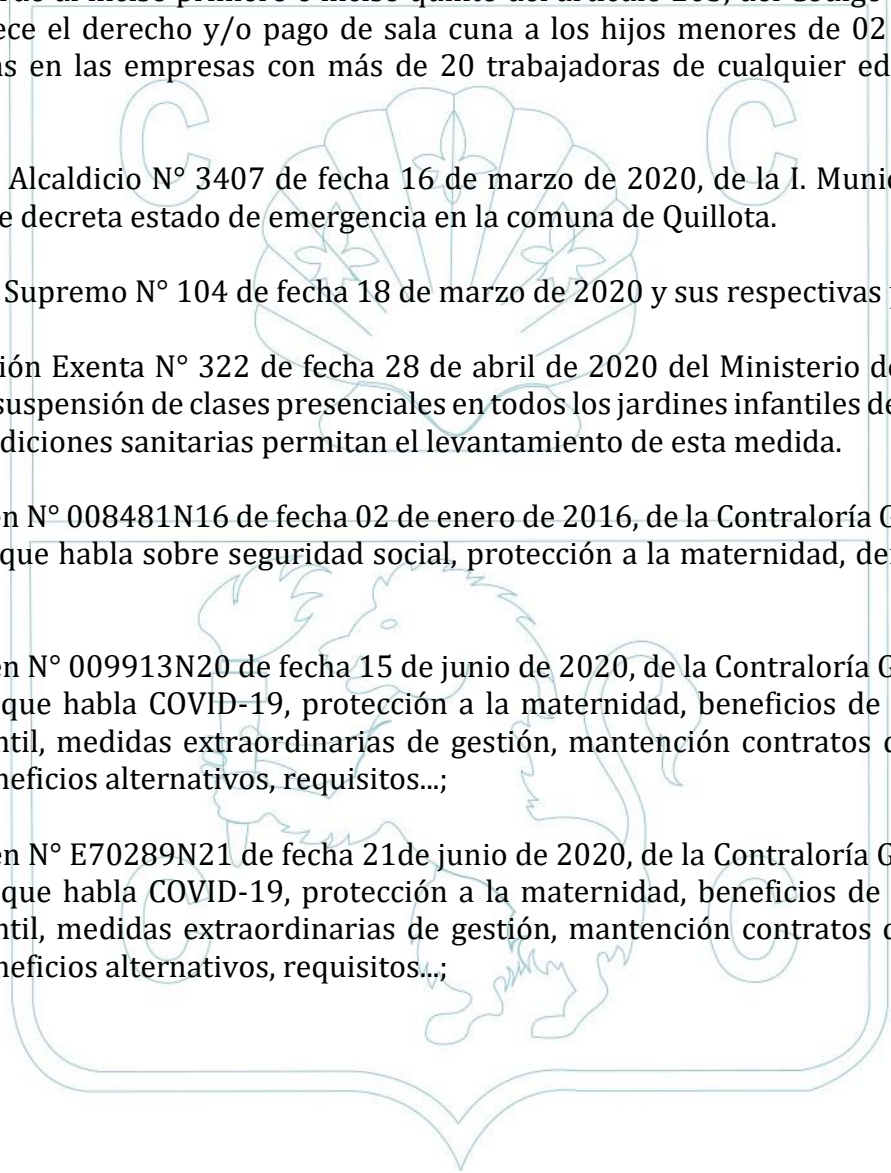 al inciso primero o inciso quinto del artículo 203, del Código
ece el derecho y/o pago de sala cuna a los hijos menores de 02
as en las empresas con más de 20 trabajadoras de cualquier ed
C C
Alcaldicio N° 3407 de fecha 16 de marzo de 2020, de la I. Munic
e decreta estado de emergencia en la comuna de Quillota.
Supremo N° 104 de fecha 18 de marzo de 2020 y sus respectivas
ión Exenta N° 322 de fecha 28 de abril de 2020 del Ministerio de
suspensión de clases presenciales en todos los jardines infantiles de
diciones sanitarias permitan el levantamiento de esta medida.
en N° 008481N16 de fecha 02 de enero de 2016, de la Contraloría G
que habla sobre seguridad social, protección a la maternidad, de
en N° 009913N20 de fecha 15 de junio de 2020, de la Contraloría G
que habla COVID-19, protección a la maternidad, beneficios de
ntil, medidas extraordinarias de gestión, mantención contratos
neficios alternativos, requisitos...;
en N° E70289N21 de fecha 21de junio de 2020, de la Contraloría G
que habla COVID-19, protección a la maternidad, beneficios de
ntil, medidas extraordinarias de gestión, mantención contratos
neficios alternativos, requisitos...;
C C